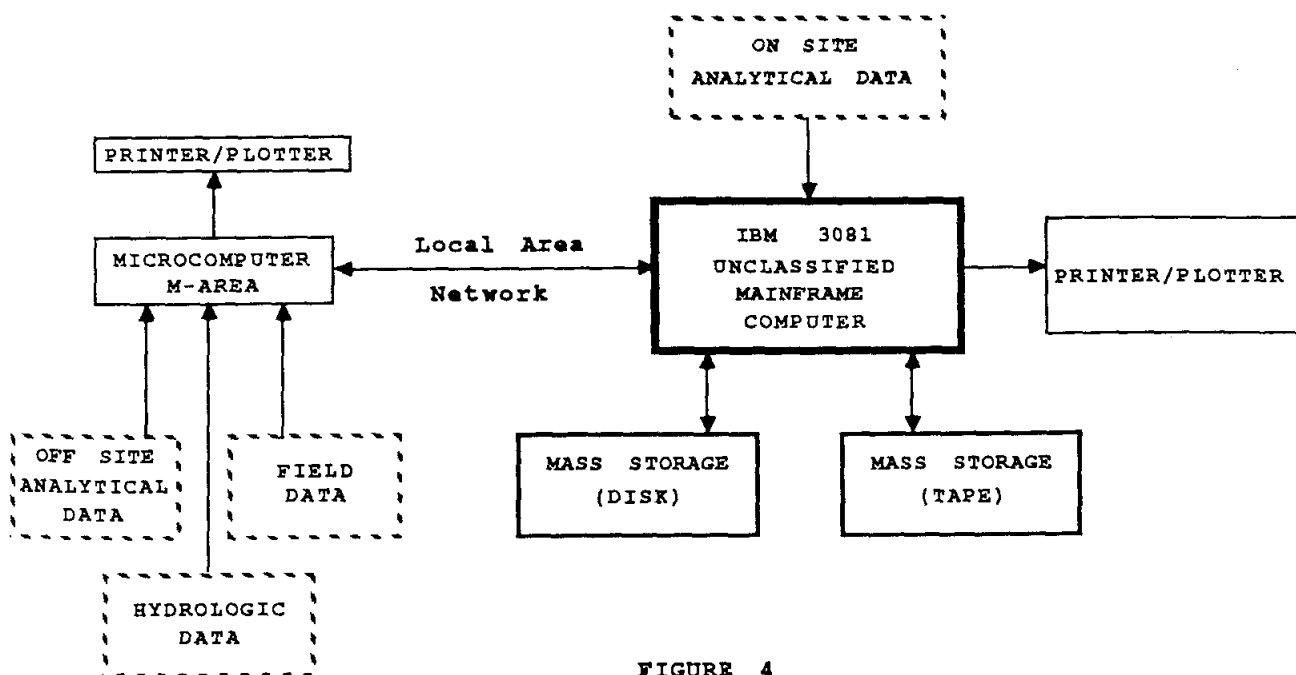 ON SITE
ANALYTICAL DATA
PRINTER/PLOTTER
MICROCOMPUTER
M-AREA
Local Area
Network
IBM 3081
UNCLASSIFIED
MAINFRAME
COMPUTER
PRINTER/PLOTTER
OFF SITE
ANALYTICAL
DATA
FIELD
DATA
MASS STORAGE
(DISK)
MASS STORAGE
(TAPE)
HYDROLOGIC
DATA
FIGURE 4